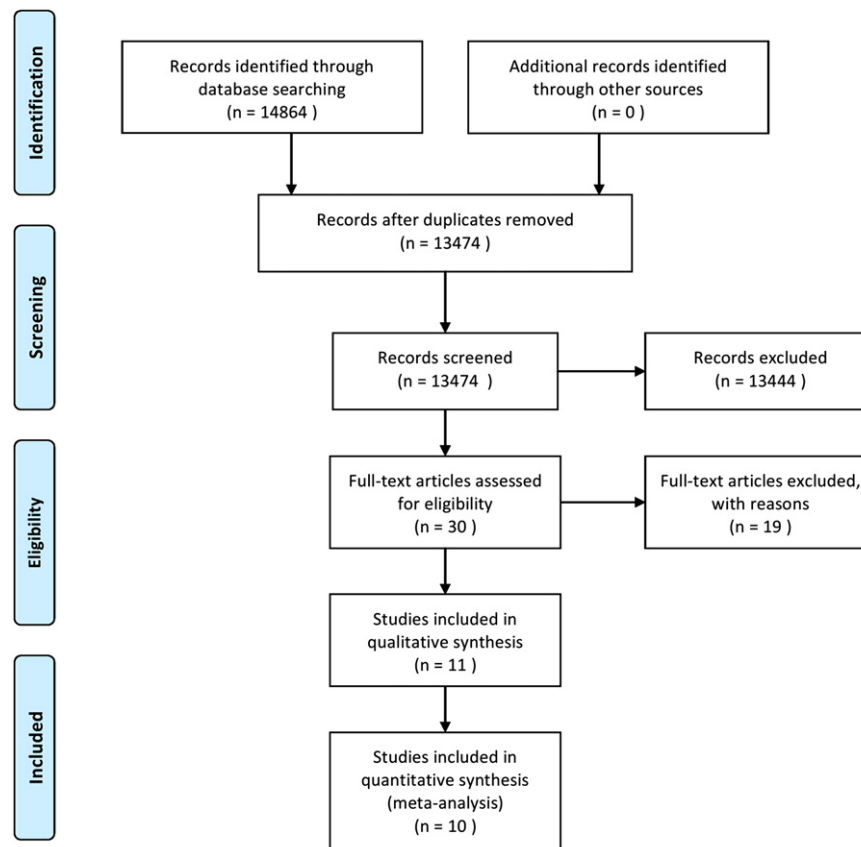 Identification
Records identified through
database searching
(n = 14864 )
Additional records identified
through other sources
(n = 0 )
Records after duplicates removed
(n = 13474 )
Screening
Records screened
(n = 13474 )
Records excluded
(n = 13444 )
Eligibility
Full-text articles assessed
for eligibility
(n = 30 )
Full-text articles excluded,
with reasons
(n = 19 )
Studies included in
qualitative synthesis
(n = 11 )
Included
Studies included in
quantitative synthesis
(meta-analysis)
(n = 10 )